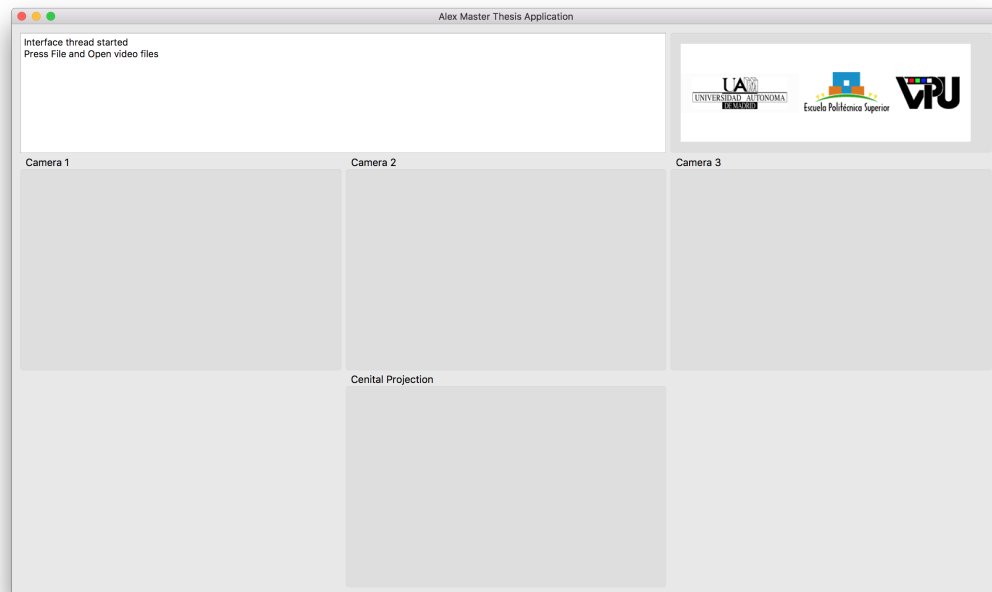 Alex Master Thesis Application
Interface thread started
Press File and Open video files
UA
UNIVERSIDAD AUTONOMA
DE MADRID
Escuela Politécnica Superior
VPU
Camera 1
Camera 2
Camera 3
Cenital Projection